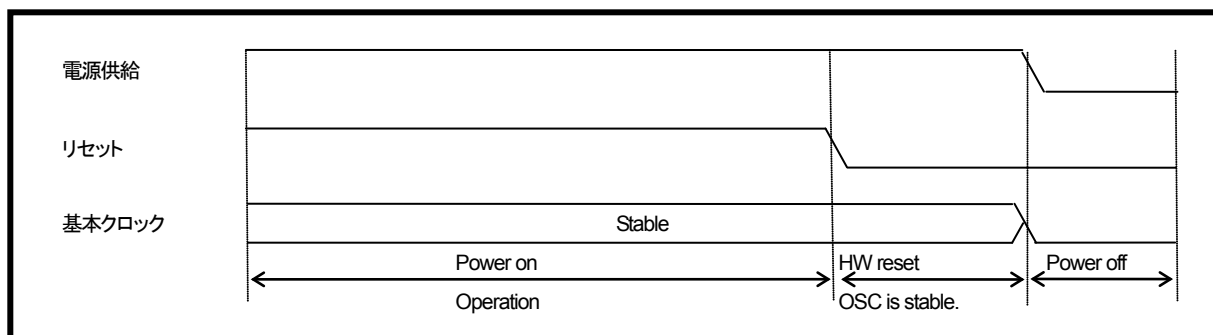 電源供給
リセット
基本クロック
Stable
Power on
HW reset
Power off
Operation
OSC is stable.